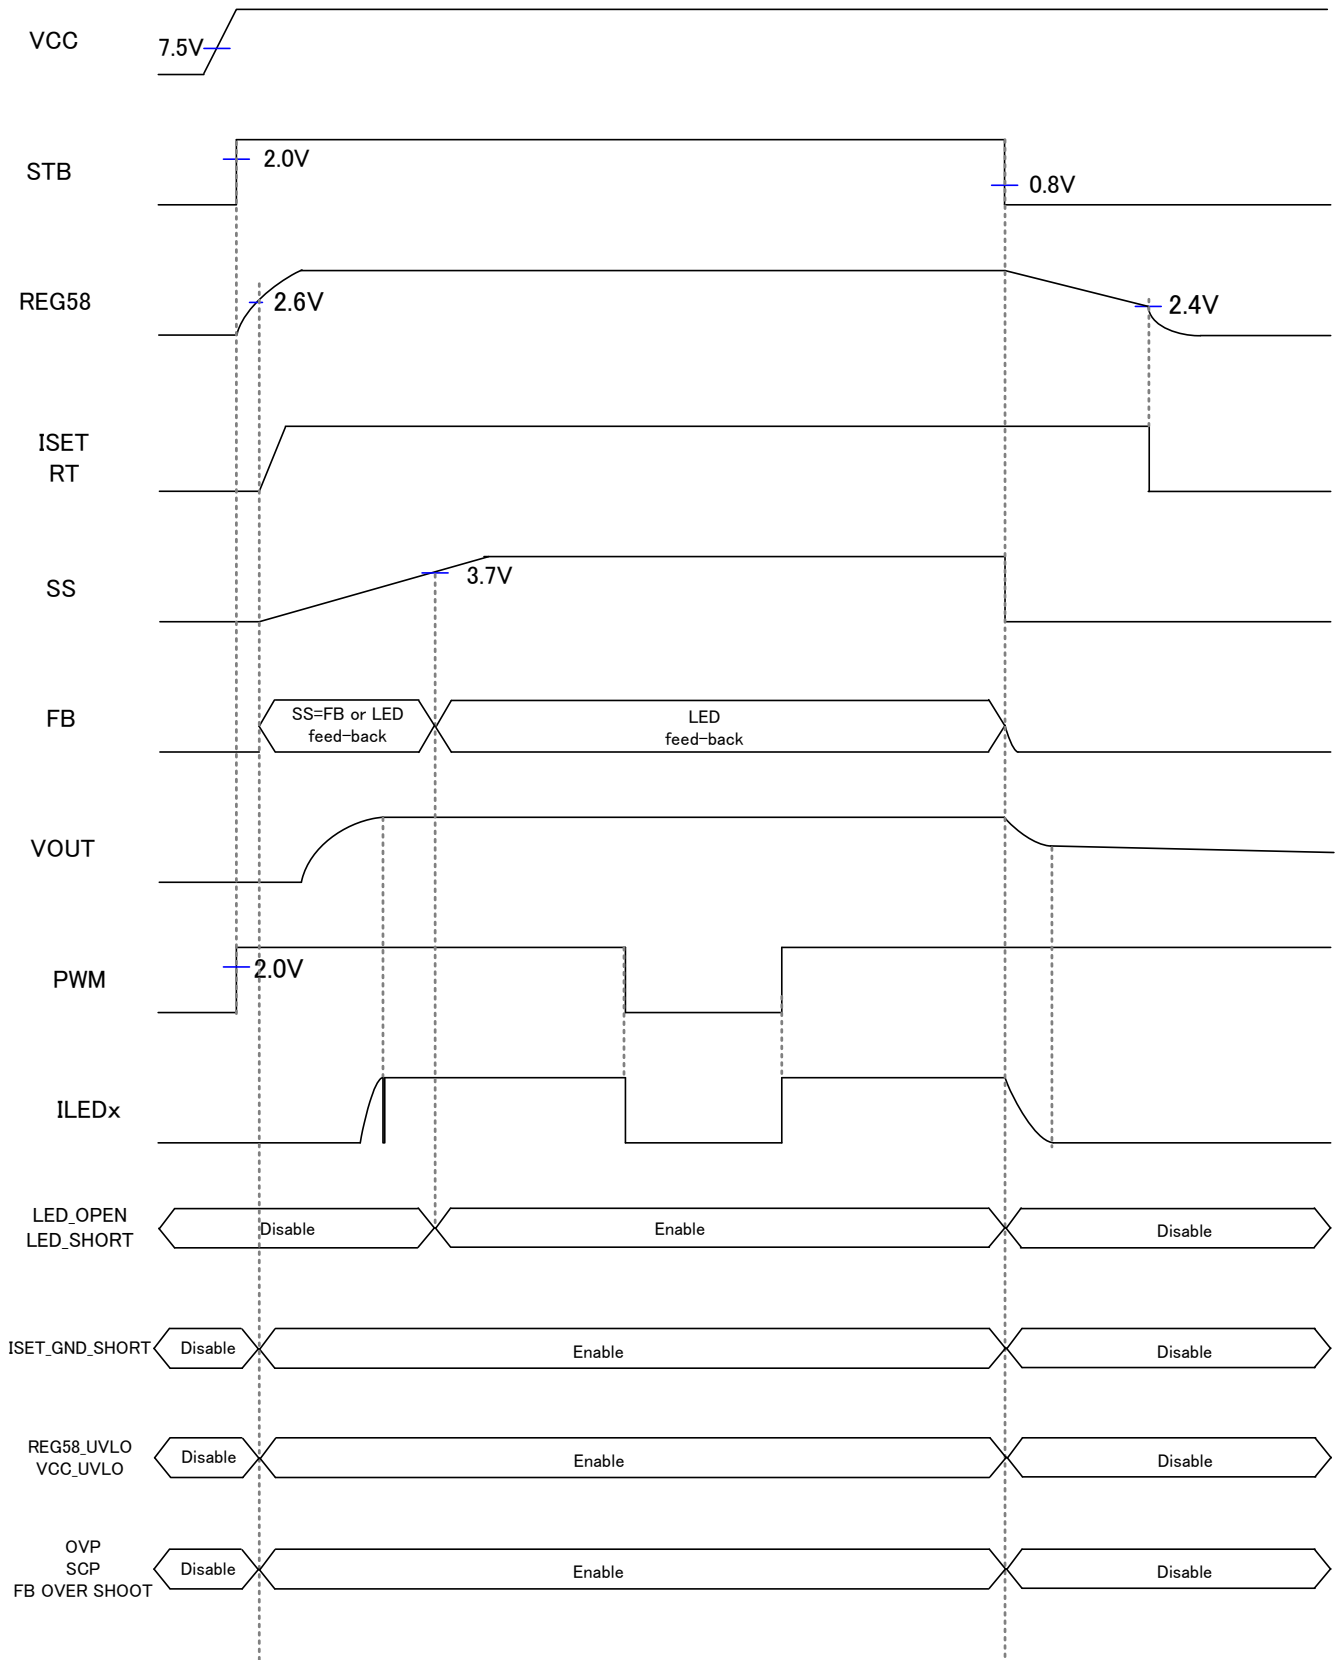 VCC
7.5V
STB
2.0V
0.8V
REG58
2.6V
2.4V
ISET
RT
SS
3.7V
FB
SS=FB or LED
feed-back
LED
feed-back
VOUT
PWM
2.0V
ILEDx
LED_OPEN
LED_SHORT
Disable
Enable
Disable
ISET_GND_SHORT
Disable
Enable
Disable
REG58_UVLO
VCC_UVLO
Disable
Enable
Disable
OVP
SCP
FB OVER SHOOT
Disable
Enable
Disable